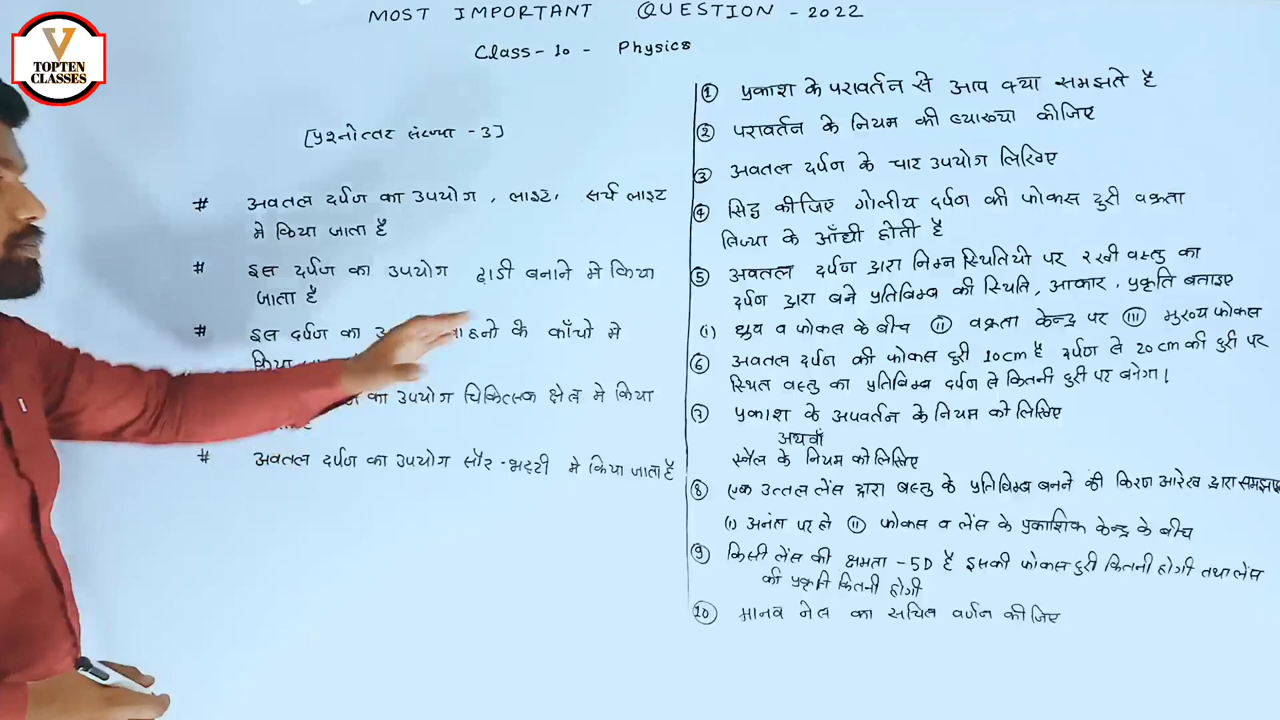 MOST IMPORTANT QUESTION - 2022
Class - 10 - Physics
V
TOPTEN
CLASSES
[प्रश्नोत्तर संख्या - 3]
# अवतल दर्पण का उपयोग , लाइट, सर्च लाइट
मे किया जाता है
# इस दर्पण का उपयोग दाडी बनाने मे किया
जाता है
# इस दर्पण का वाहनो के काँचो मे
किया
का उपयोग चिकित्सक क्षेत्र मे किया
# अवतल दर्पण का उपयोग सौर -भट्टी मे किया जाता है
① प्रकाश के परावर्तन से आप क्या समझते है
② परावर्तन के नियम की व्याख्या कीजिए
③ अवतल दर्पण के चार उपयोग लिखिए
④ सिद्ध कीजिए गोलीय दर्पण की फोकस दुरी वक्रता
त्रिज्या के आँधी होती है
⑤ अवतल दर्पण द्वारा निम्न स्थितियो पर रखी वस्तु का
दर्पण द्वारा बने प्रतिबिम्ब की स्थिति, आकार, प्रकृति बताइए
(i) ध्रुव व फोकस के बीच (ii) वक्रता केन्द्र पर (iii) मुख्य फोकस
⑥ अवतल दर्पण की फोकस दुरी 10cm है दर्पण से 20cm की दुरी पर
स्थित वस्तु का प्रतिबिम्ब दर्पण से कितनी दुरी पर बनेगा।
⑦ प्रकाश के अपवर्तन के नियम को लिखिए
अथवाँ
स्नैल के नियम को लिखिए
⑧ एक उत्तल लेंस द्वारा वस्तु के प्रतिबिम्ब बनने की किरण आरेख द्वारा
(i) अनंत पर हो (ii) फोकस व लेंस के प्रकाशिक केन्द्र के बीच
⑨ किसी लेंस की क्षमता -5D है इसकी फोकस दुरी कितनी होगी तथा लेंस
की प्रकृति कितनी होगी
⑩ मानव नेत्र का सचित्र वर्णन कीजिए